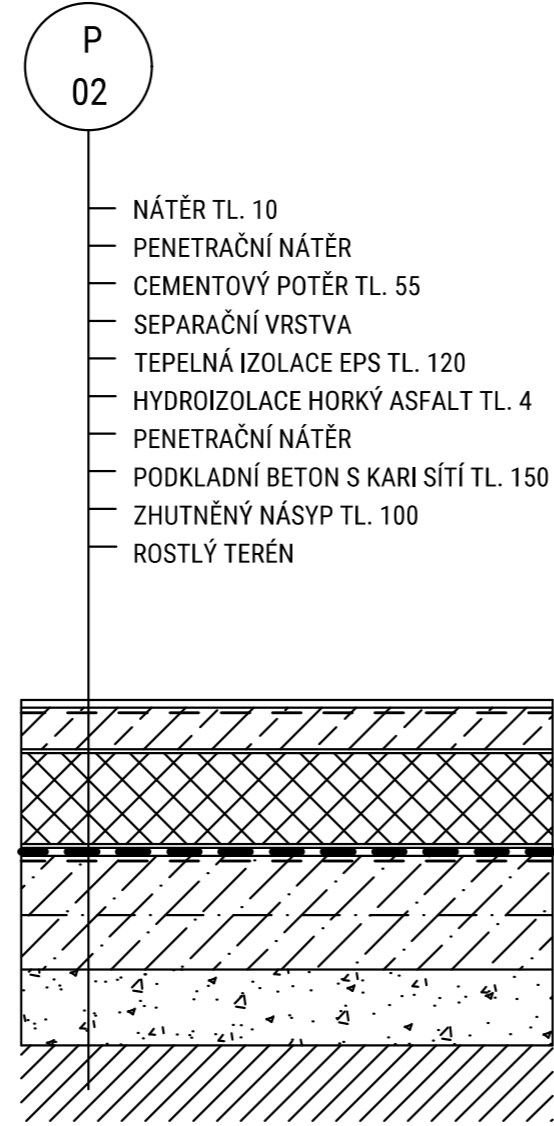 P
02
NÁTĚR TL. 10
PENETRAČNÍ NÁTĚR
CEMENTOVÝ POTĚR TL. 55
SEPARAČNÍ VRSTVA
TEPELNÁ IZOLACE EPS TL. 120
HYDROIZOLACE HORKÝ ASFALT TL. 4
PENETRAČNÍ NÁTĚR
PODKLADNÍ BETON S KARI SÍTÍ TL. 150
ZHUTNĚNÝ NÁSYP TL. 100
ROSTLÝ TERÉN